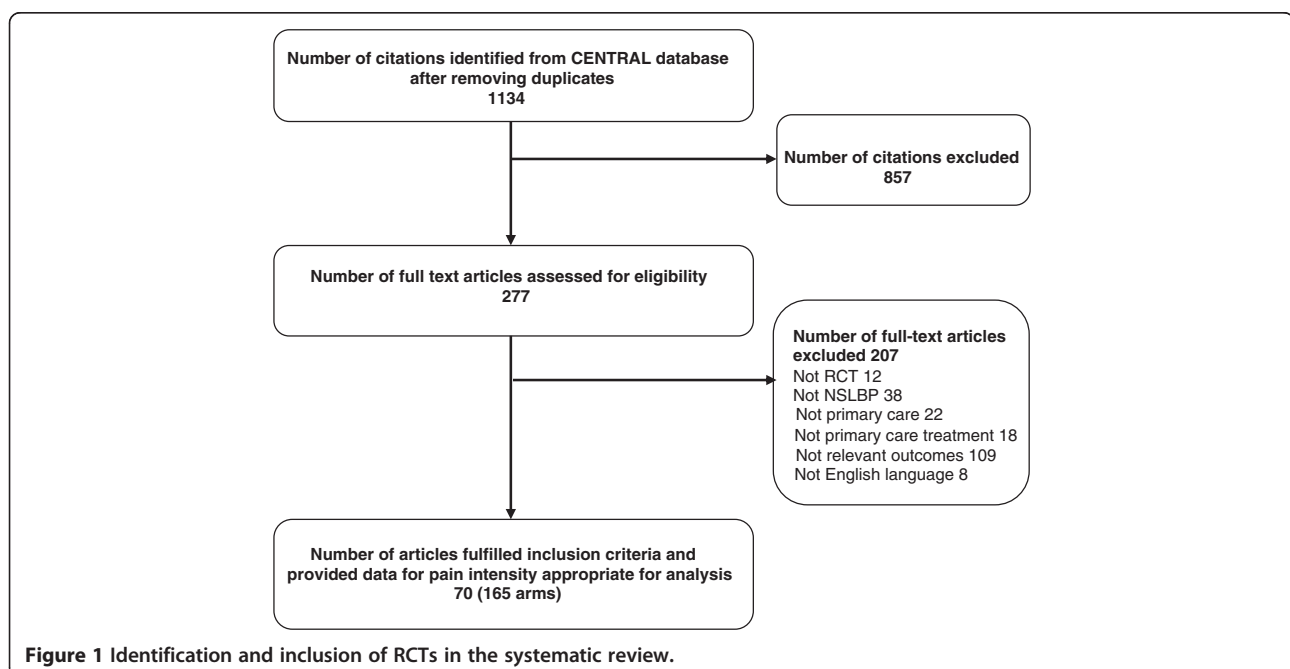 Number of citations identified from CENTRAL database
after removing duplicates
1134
Number of citations excluded
857
Number of full text articles assessed for eligibility
277
Number of full-text articles
excluded 207
Not RCT 12
Not NSLBP 38
Not primary care 22
Not primary care treatment 18
Not relevant outcomes 109
Not English language 8
Number of articles fulfilled inclusion criteria and
provided data for pain intensity appropriate for analysis
70 (165 arms)
Figure 1 Identification and inclusion of RCTs in the systematic review.